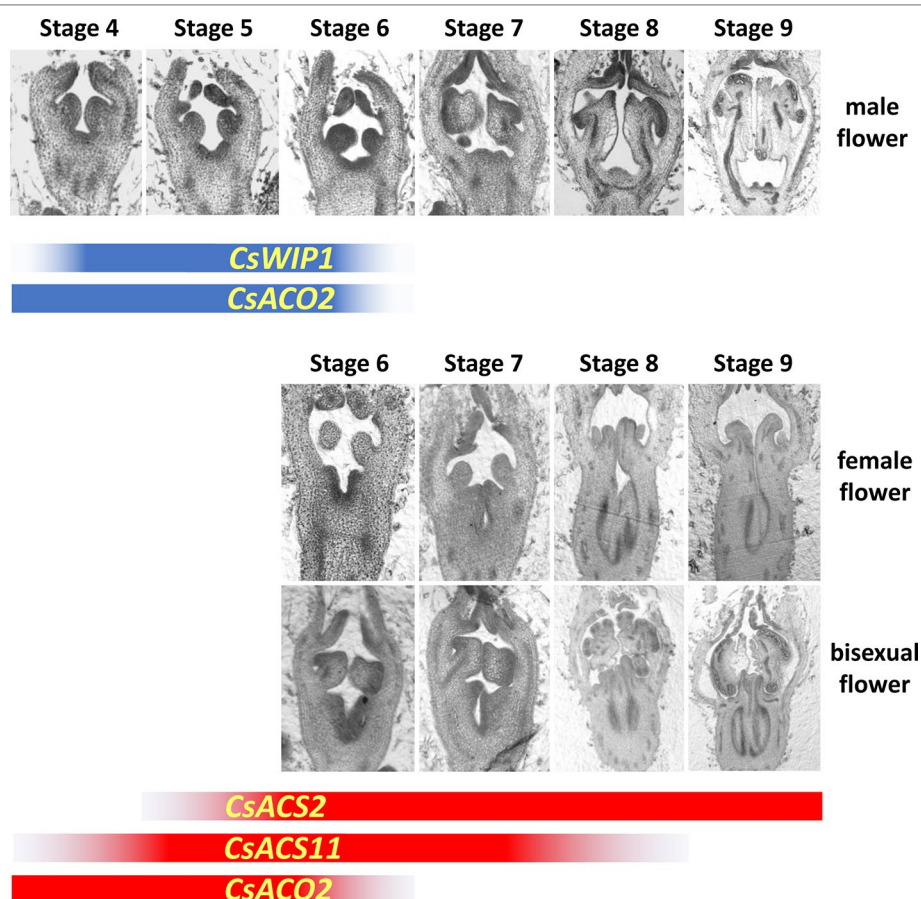 Stage 4 Stage 5 Stage 6 Stage 7 Stage 8 Stage 9
male
flower
CsWIP1
CsACO2
Stage 6 Stage 7 Stage 8 Stage 9
female
flower
bisexual
flower
CsACS2
CsACS11
CsACO2